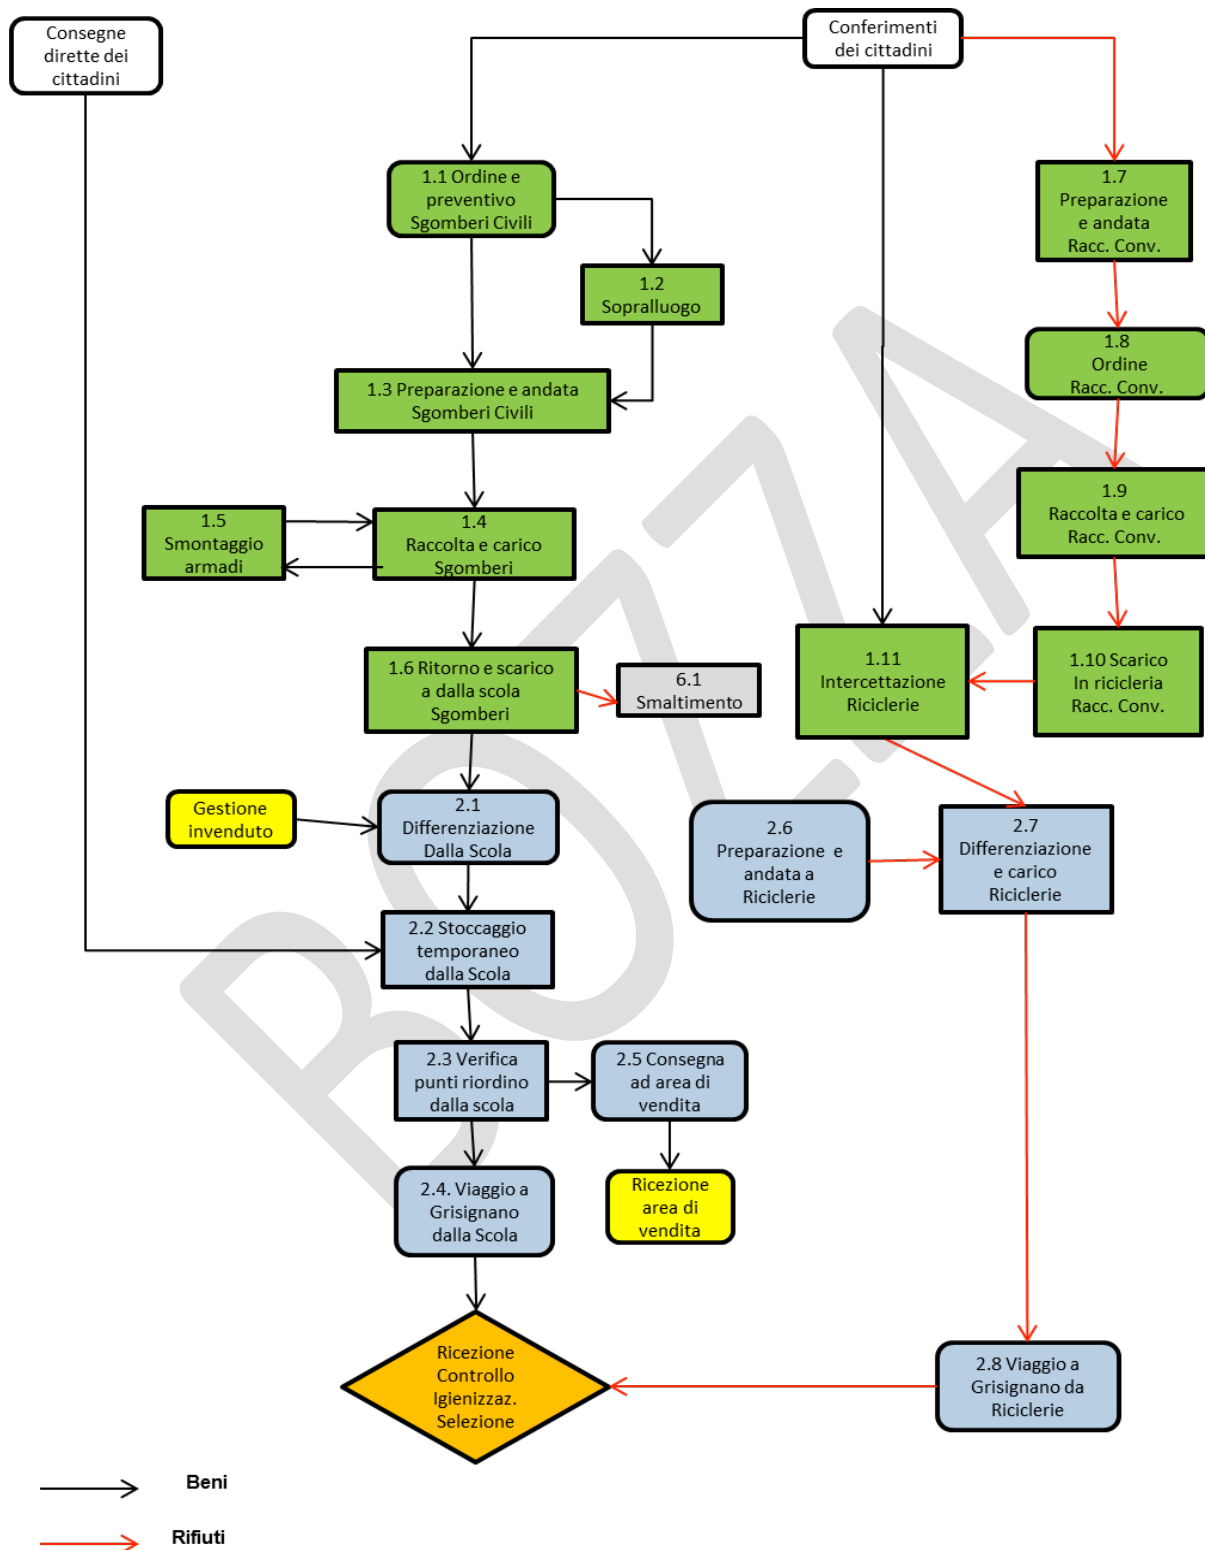 Consegne
dirette dei
cittadini
Conferimenti
dei cittadini
1.1 Ordine e
preventivo
Sgomberi Civili
1.7
Preparazione
e andata
Racc. Conv.
1.2
Sopralluogo
1.8
Ordine
Racc. Conv.
1.3 Preparazione e andata
Sgomberi Civili
1.5
Smontaggio
armadi
1.4
Raccolta e carico
Sgomberi
1.9
Raccolta e carico
Racc. Conv.
1.6 Ritorno e scarico
a dalla scola
Sgomberi
6.1
Smaltimento
1.11
Intercettazione
Riciclerie
1.10 Scarico
In ricicleria
Racc. Conv.
Gestione
invenduto
2.1
Differenziazione
Dalla Scola
2.6
Preparazione e
andata a
Riciclerie
2.7
Differenziazione
e carico
Riciclerie
2.2 Stoccaggio
temporaneo
dalla Scola
2.3 Verifica
punti riordino
dalla scola
2.5 Consegna
ad area di
vendita
2.4. Viaggio a
Grisignano
dalla Scola
Ricezione
area di
vendita
Ricezione
Controllo
Igienizzaz.
Selezione
2.8 Viaggio a
Grisignano da
Riciclerie
Beni
Rifiuti
BOZZA